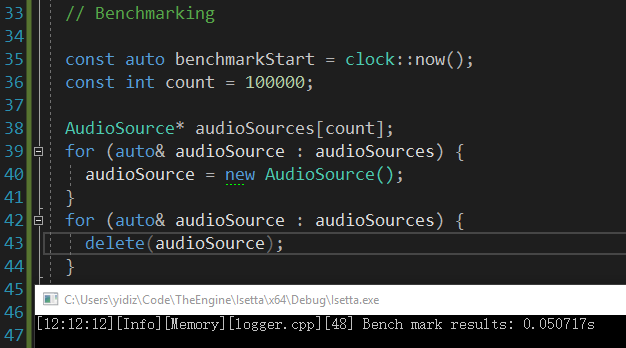 33 // Benchmarking
34
35 const auto benchmarkStart = clock::now();
36 const int count = 100000;
37
38 AudioSource* audioSources[count];
39 for (auto& audioSource : audioSources) {
40 audioSource = new AudioSource();
41 }
42 for (auto& audioSource : audioSources) {
43 delete(audioSource);
44 }
45
46 C:\Users\yidiz\Code\TheEngine\Isetta\x64\Debug\Isetta.exe
47 [12:12:12][Info][Memory][logger.cpp][48] Bench mark results: 0.050717s